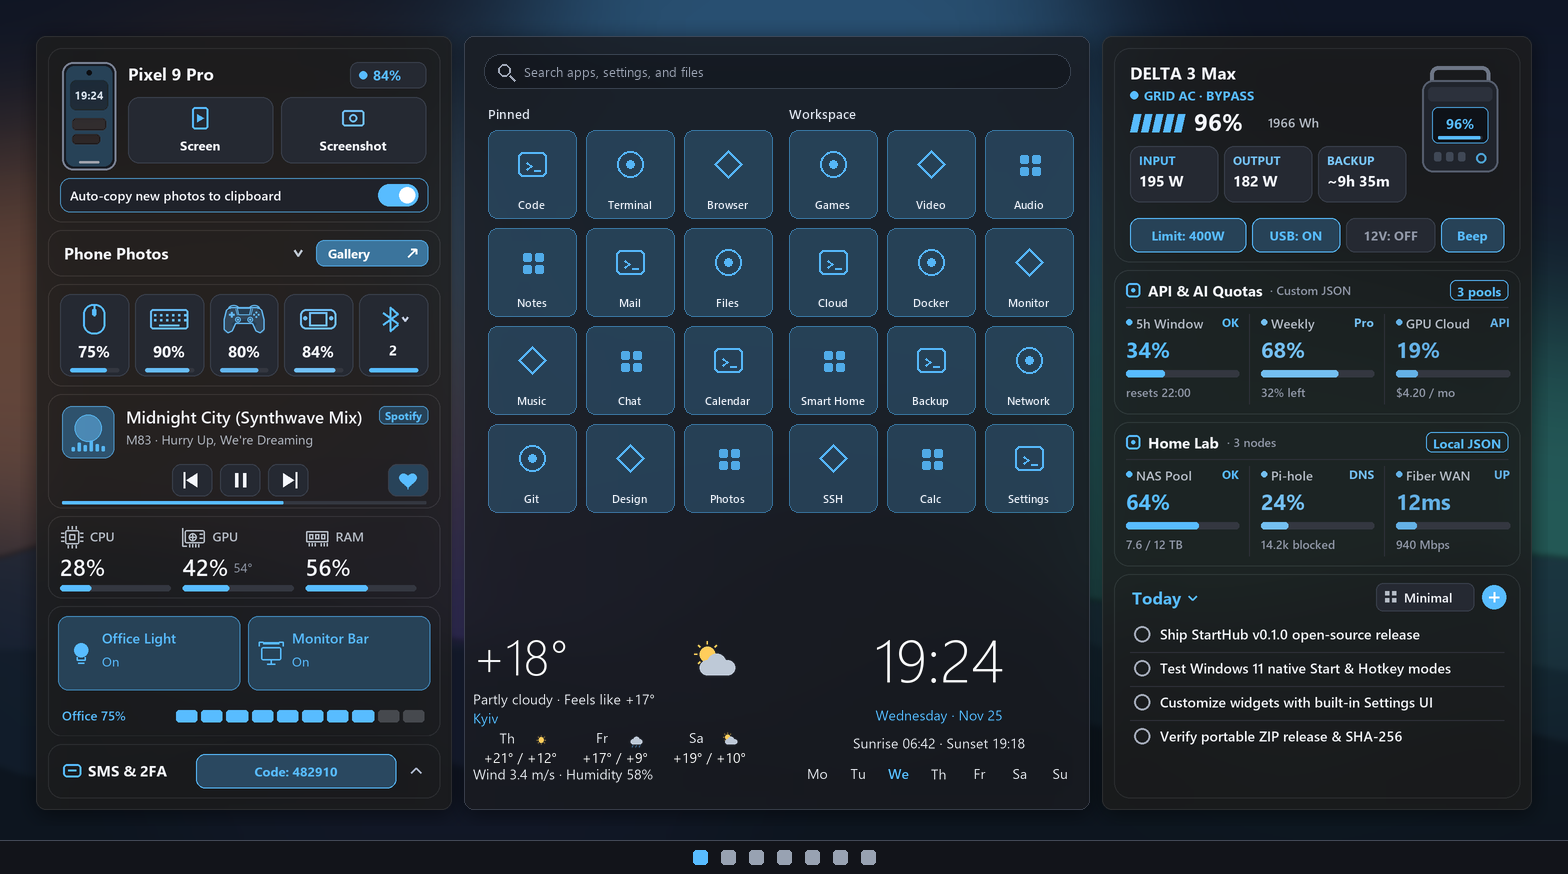 Pixel 9 Pro
84%
19:24
Screen
Screenshot
Auto-copy new photos to clipboard
Phone Photos
Gallery
75%
90%
80%
84%
2
Midnight City (Synthwave Mix)
Spotify
M83 · Hurry Up, We're Dreaming
CPU
GPU
RAM
28%
42% 54°
56%
Office Light
On
Monitor Bar
On
Office 75%
SMS & 2FA
Code: 482910
Search apps, settings, and files
Pinned
Workspace
Code
Terminal
Browser
Games
Video
Audio
Notes
Mail
Files
Cloud
Docker
Monitor
Music
Chat
Calendar
Smart Home
Backup
Network
Git
Design
Photos
SSH
Calc
Settings
+18°
Partly cloudy · Feels like +17°
Kyiv
Th
Fr
Sa
+21° / +12°
+17° / +9°
+19° / +10°
Wind 3.4 m/s · Humidity 58%
19:24
Wednesday · Nov 25
Sunrise 06:42 · Sunset 19:18
Mo Tu We Th Fr Sa Su
DELTA 3 Max
GRID AC · BYPASS
96%
1966 Wh
96%
INPUT
195 W
OUTPUT
182 W
BACKUP
~9h 35m
Limit: 400W
USB: ON
12V: OFF
Beep
API & AI Quotas · Custom JSON
3 pools
5h Window OK
34%
resets 22:00
Weekly Pro
68%
32% left
GPU Cloud API
19%
$4.20 / mo
Home Lab · 3 nodes
Local JSON
NAS Pool OK
64%
7.6 / 12 TB
Pi-hole DNS
24%
14.2k blocked
Fiber WAN UP
12ms
940 Mbps
Today
Minimal
Ship StartHub v0.1.0 open-source release
Test Windows 11 native Start & Hotkey modes
Customize widgets with built-in Settings UI
Verify portable ZIP release & SHA-256